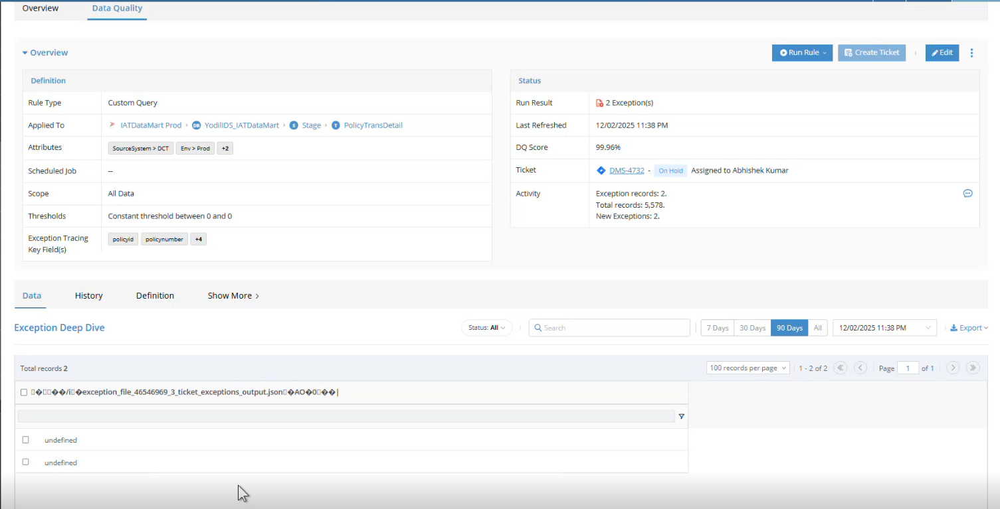 Overview Data Quality
Overview Run Rule Create Ticket Edit
Definition
Rule Type Custom Query
Applied To IATDataMart Prod DB YodilIDS_IATDataMart S Stage T PolicyTransDetail
Attributes SourceSystem > DCT Env > Prod +2
Scheduled Job --
Scope All Data
Thresholds Constant threshold between 0 and 0
Exception Tracing
Key Field(s) policyid policynumber +4
Status
Run Result 2 Exception(s)
Last Refreshed 12/02/2025 11:38 PM
DQ Score 99.96%
Ticket DMS-4732 - On Hold Assigned to Abhishek Kumar
Activity Exception records: 2.
Total records: 5,578.
New Exceptions: 2.
Data History Definition Show More >
Exception Deep Dive Status: All Search 7 Days 30 Days 90 Days All 12/02/2025 11:38 PM Export
Total records 2 100 records per page 1 - 2 of 2 Page 1 of 1
exception_file_46546969_3_ticket_exceptions_output.json
undefined
undefined